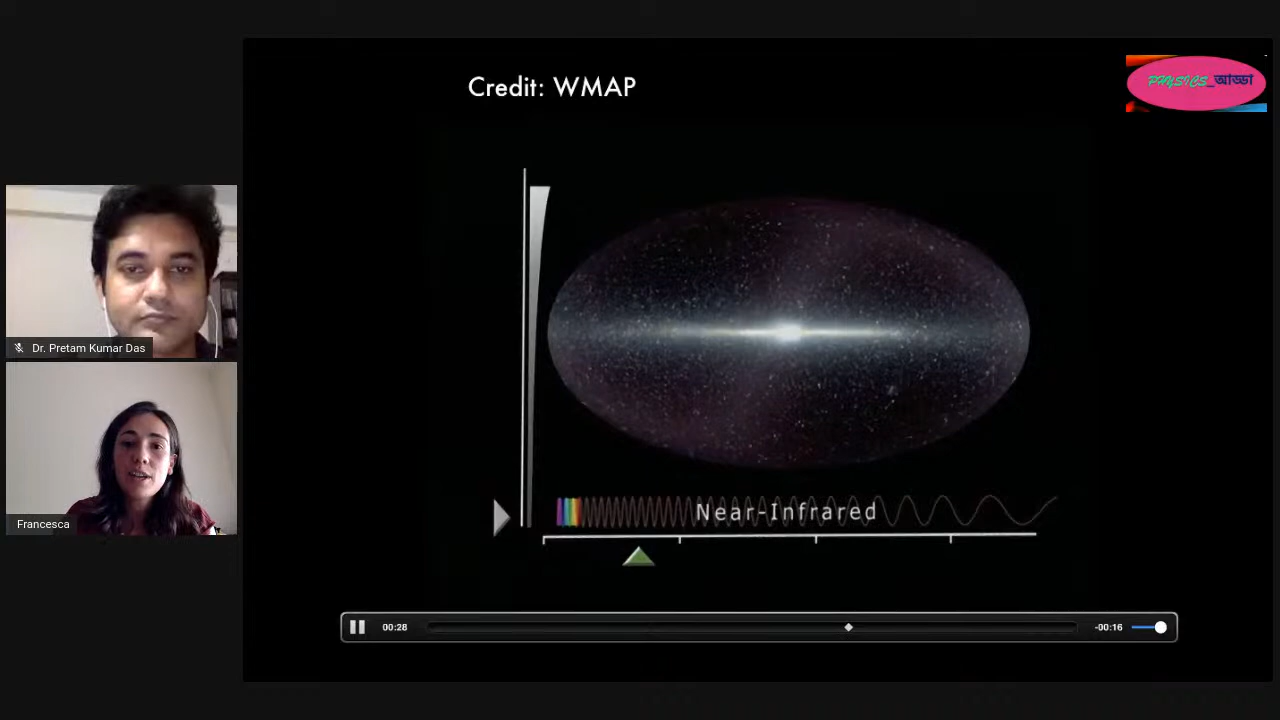 Credit: WMAP
PHYSICS_আড্ডা
Dr. Pretam Kumar Das
Francesca
Near-Infrared
00:28
-00:16